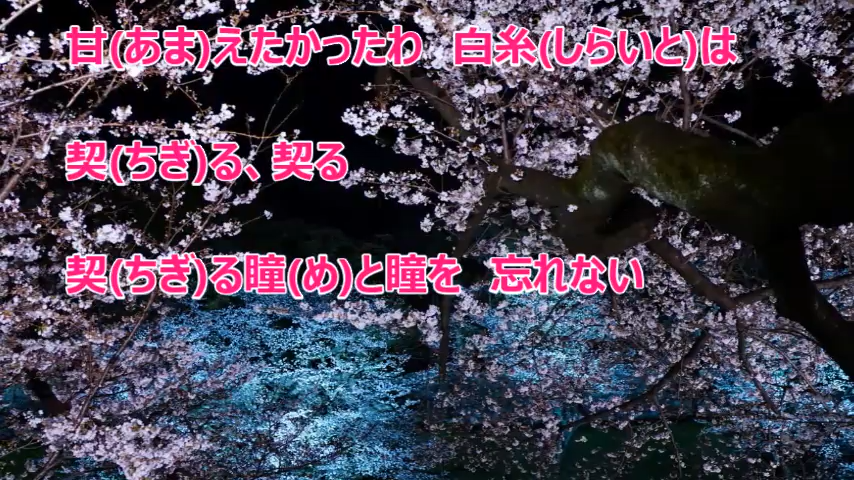 甘(あま)えたかったわ　白糸(しらいと)は
契(ちぎ)る、契る
契(ちぎ)る瞳(め)と瞳を　忘れない